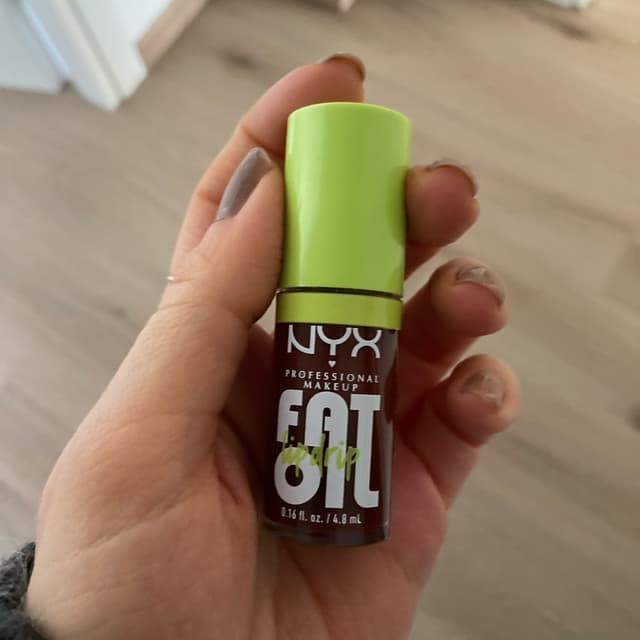 NYX
PROFESSIONAL
MAKEUP
FAT
lip drip
OIL
0.16 fl. oz. / 4.8 mL